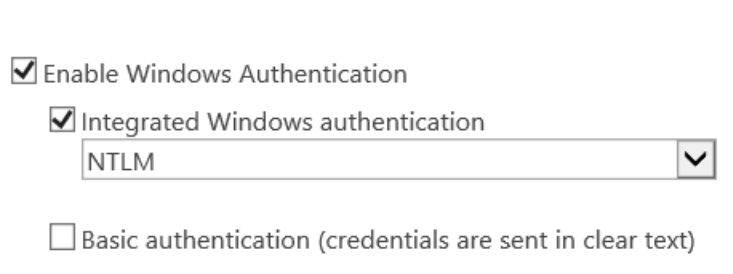 Enable Windows Authentication
Integrated Windows authentication
NTLM
Basic authentication (credentials are sent in clear text)